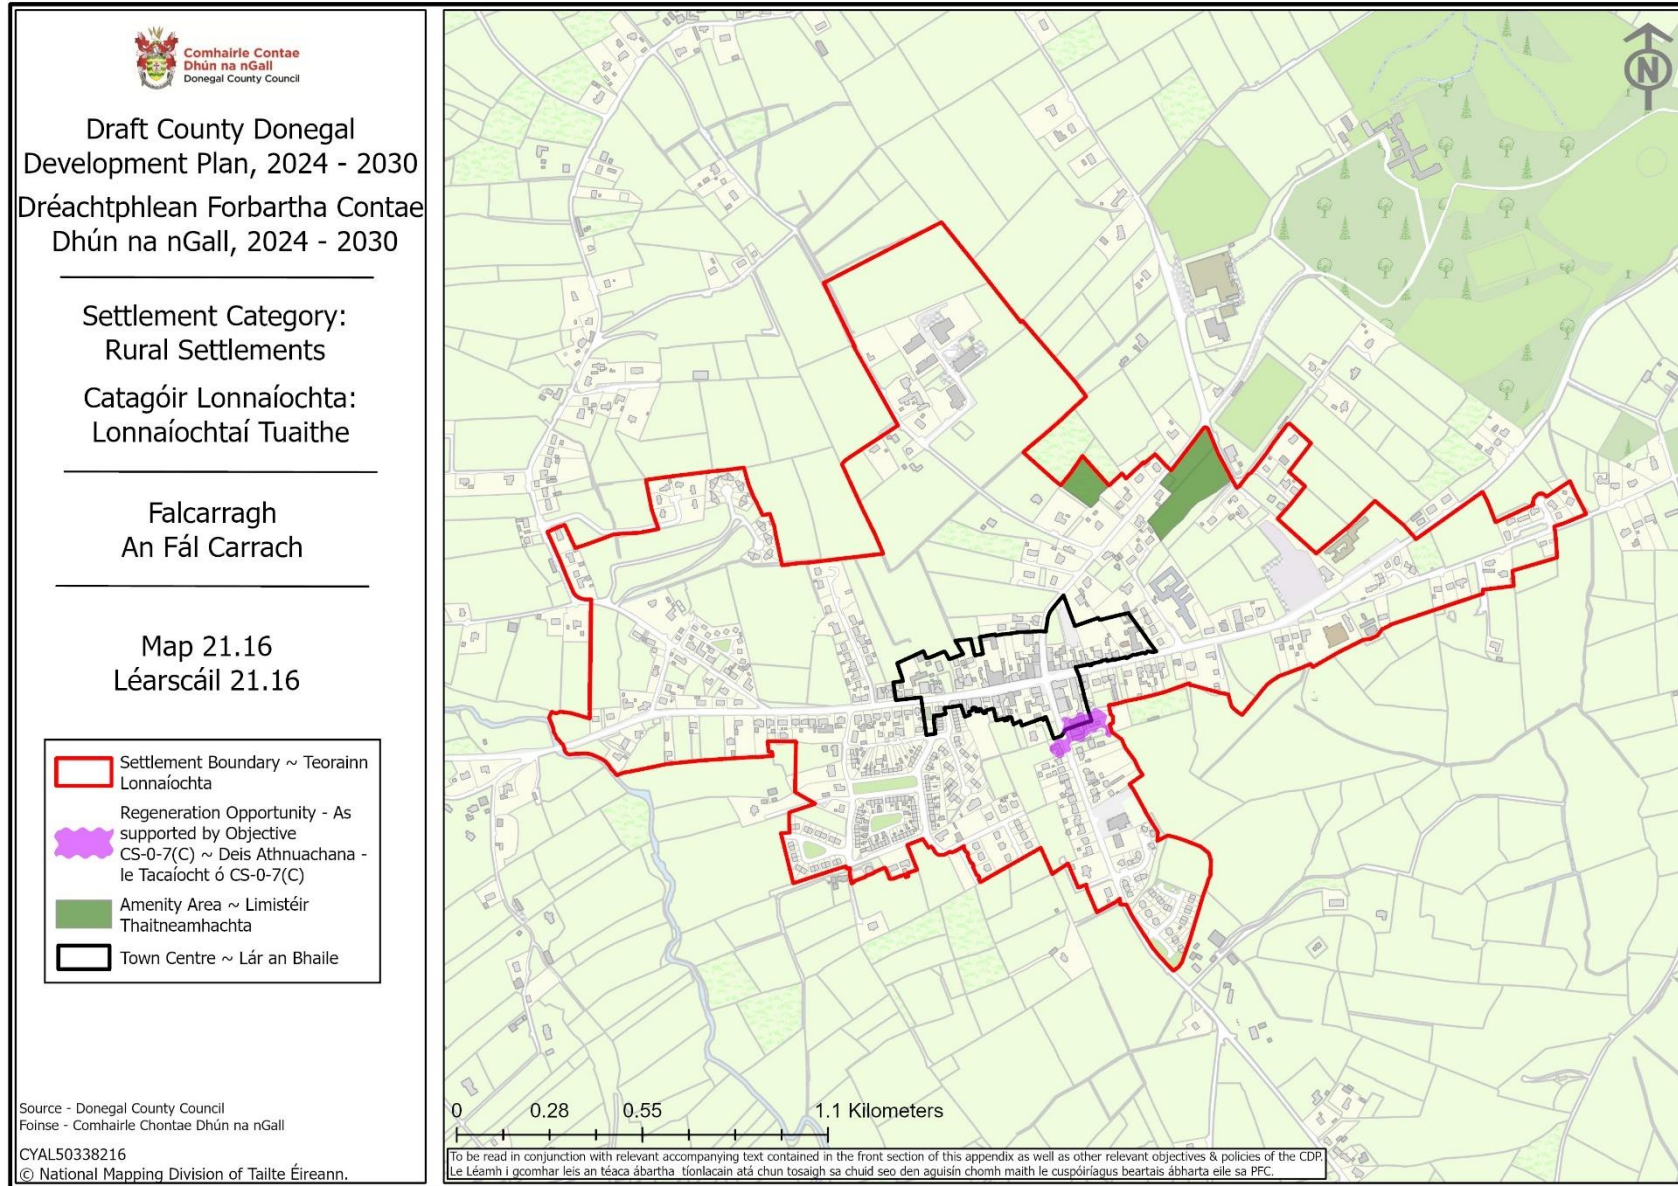 Comhairle Contae
Dhún na nGall
Donegal County Council
Draft County Donegal
Development Plan, 2024 - 2030
Dréachtphlean Forbartha Contae
Dhún na nGall, 2024 - 2030
Settlement Category:
Rural Settlements
Catagóir Lonnaíochta:
Lonnaíochtaí Tuaithe
Falcarragh
An Fál Carrach
Map 21.16
Léarscáil 21.16
Settlement Boundary ~ Teorainn
Lonnaíochta
Regeneration Opportunity - As
supported by Objective
CS-0-7(C) ~ Deis Athnuachana -
le Tacaíocht ó CS-0-7(C)
Amenity Area ~ Limistéir
Thaitneamhachta
Town Centre ~ Lár an Bhaile
Source - Donegal County Council
Foinse - Comhairle Chontae Dhún na nGall
CYAL50338216
© National Mapping Division of Tailte Éireann.
N
0 0.28 0.55 1.1 Kilometers
To be read in conjunction with relevant accompanying text contained in the front section of this appendix as well as other relevant objectives & policies of the CDP.
Le Léamh i gcomhar leis an téaca ábartha tíonlacain atá chun tosaigh sa chuid seo den aguisín chomh maith le cuspóiríagus beartais ábharta eile sa PFC.